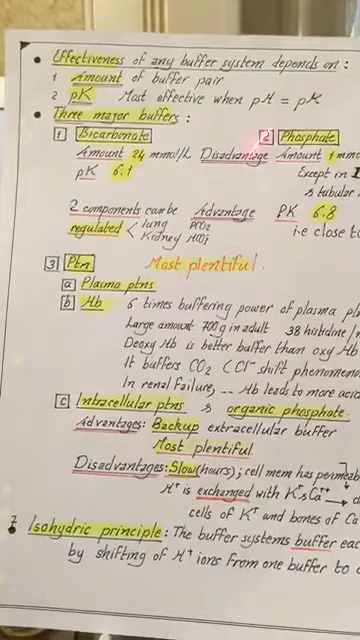 • Effectiveness of any buffer system depends on:
1 Amount of buffer pair
2 pK Most effective when pH = pK
• Three major buffers:
1 Bicarbonate 2 Phosphate
Amount 24 mmol/L Disadvantage Amount 1 mmo
pK 6.1 Except in
& tubular
2 components can be regulated < lung Kidney
Advantage PCO2 HCO3
PK 6.8
i.e close to
3 Ptn Most plentiful.
a Plasma ptns
b Hb 6 times buffering power of plasma
Large amount 700g in adult 38 histidine /
Deoxy Hb is better buffer than oxy Hb
It buffers CO2 (Cl- shift phenomeno
In renal failure, -- Hb leads to more acid
c Intracellular ptns & organic phosphate
Advantages: Backup extracellular buffer
Most plentiful
Disadvantages: Slow (hours); cell mem has permeab
H+ is exchanged with K+ & Ca++ →
cells of K+ and bones of Ca
• Isohydric principle: The buffer systems buffer eac
by shifting of H+ ions from one buffer to